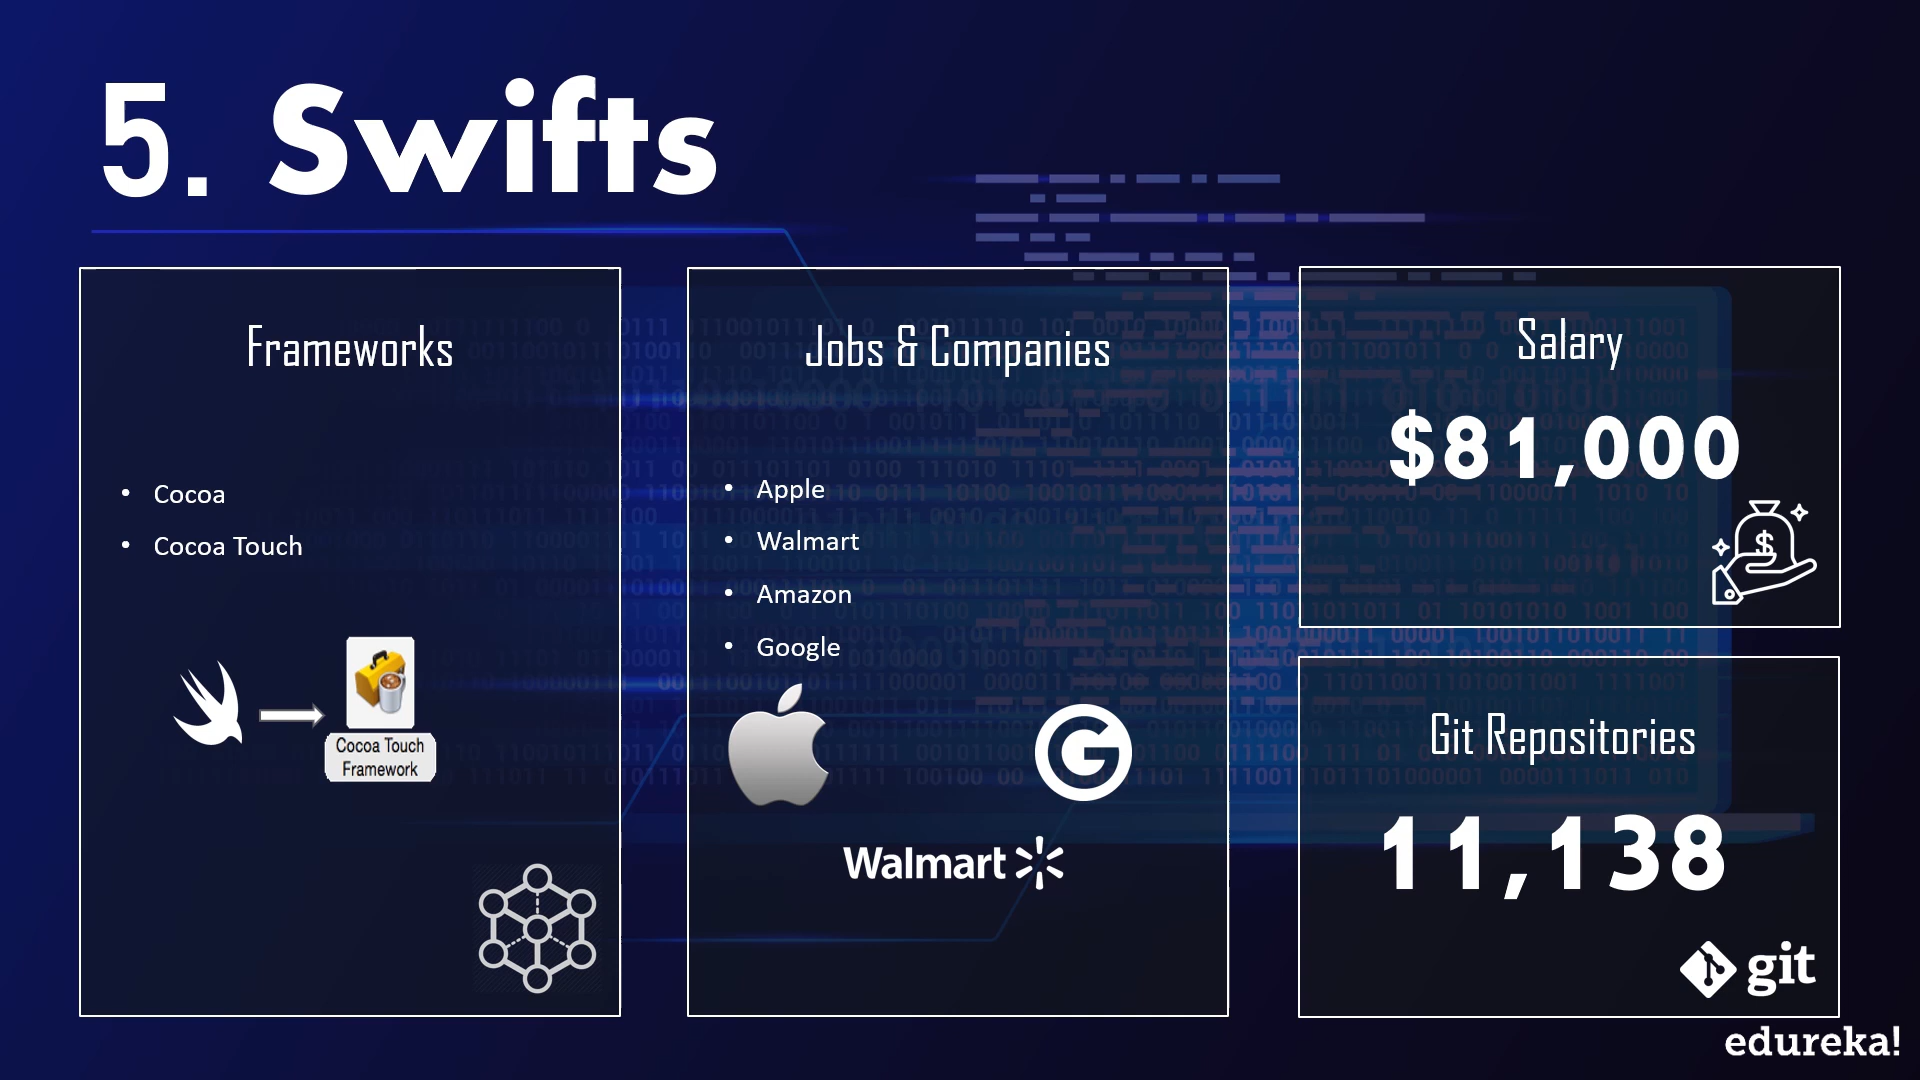 5. Swifts
Frameworks
• Cocoa
• Cocoa Touch
Cocoa Touch
Framework
Jobs & Companies
• Apple
• Walmart
• Amazon
• Google
G
Walmart
Salary
$81,000
$
Git Repositories
11,138
git
edureka!